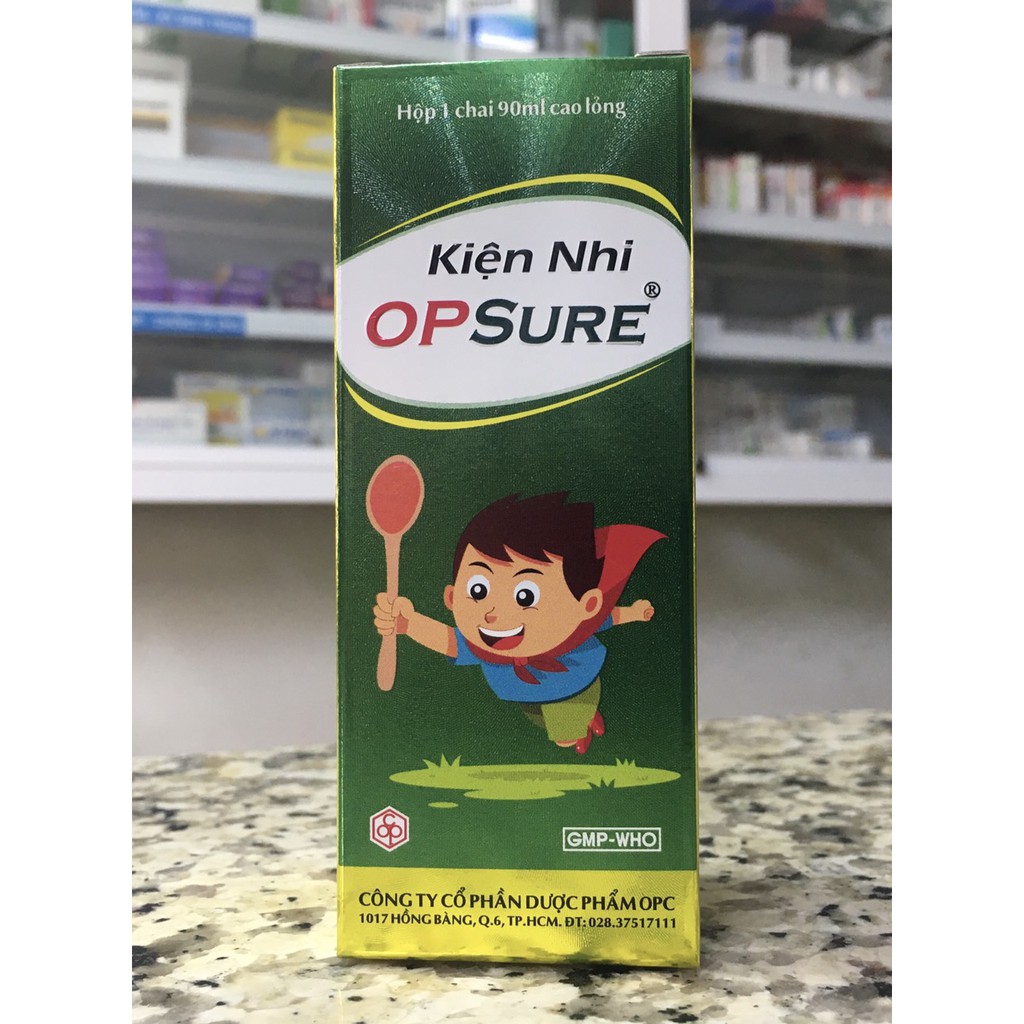 Hộp 1 chai 90ml cao lỏng
Kiện Nhi
OPSURE®
GMP-WHO
CÔNG TY CỔ PHẦN DƯỢC PHẨM OPC
1017 HỒNG BÀNG, Q.6, TP.HCM. ĐT: 028.37517111